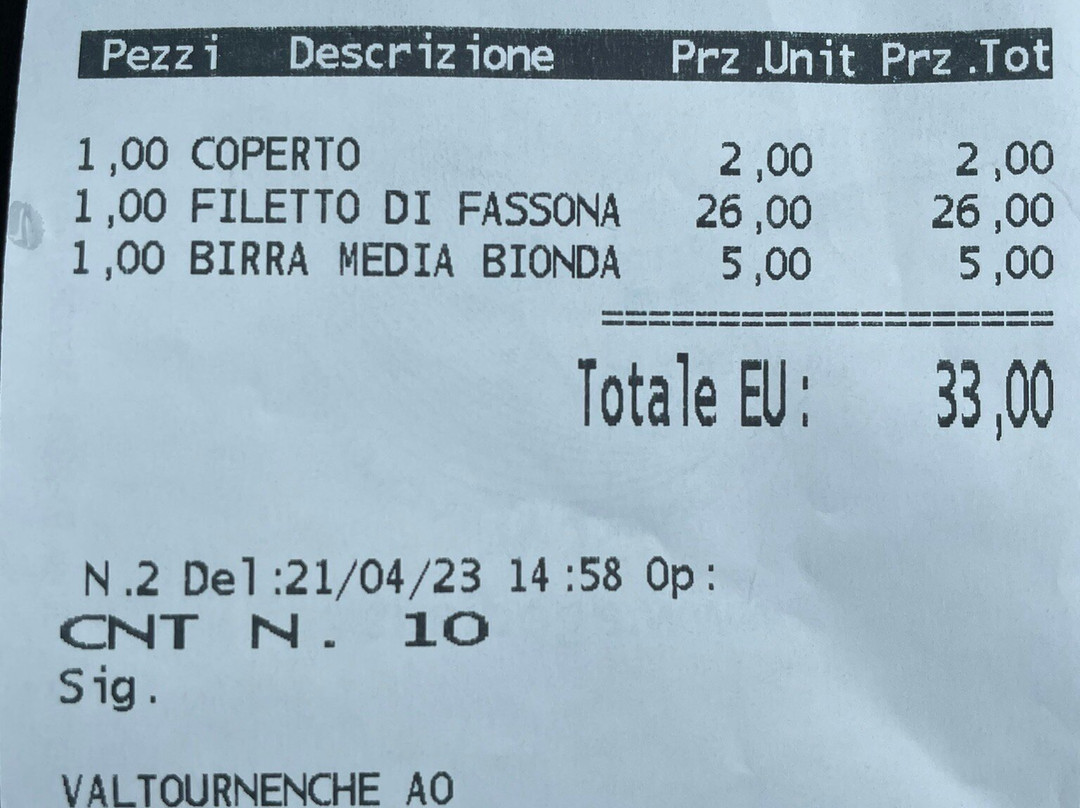 Pezzi Descrizione Prz.Unit Prz.Tot
1,00 COPERTO 2,00 2,00
1,00 FILETTO DI FASSONA 26,00 26,00
1,00 BIRRA MEDIA BIONDA 5,00 5,00
===================
Totale EU: 33,00
N.2 Del:21/04/23 14:58 Op:
CNT N. 10
Sig.
VALTOURNENCHE AO